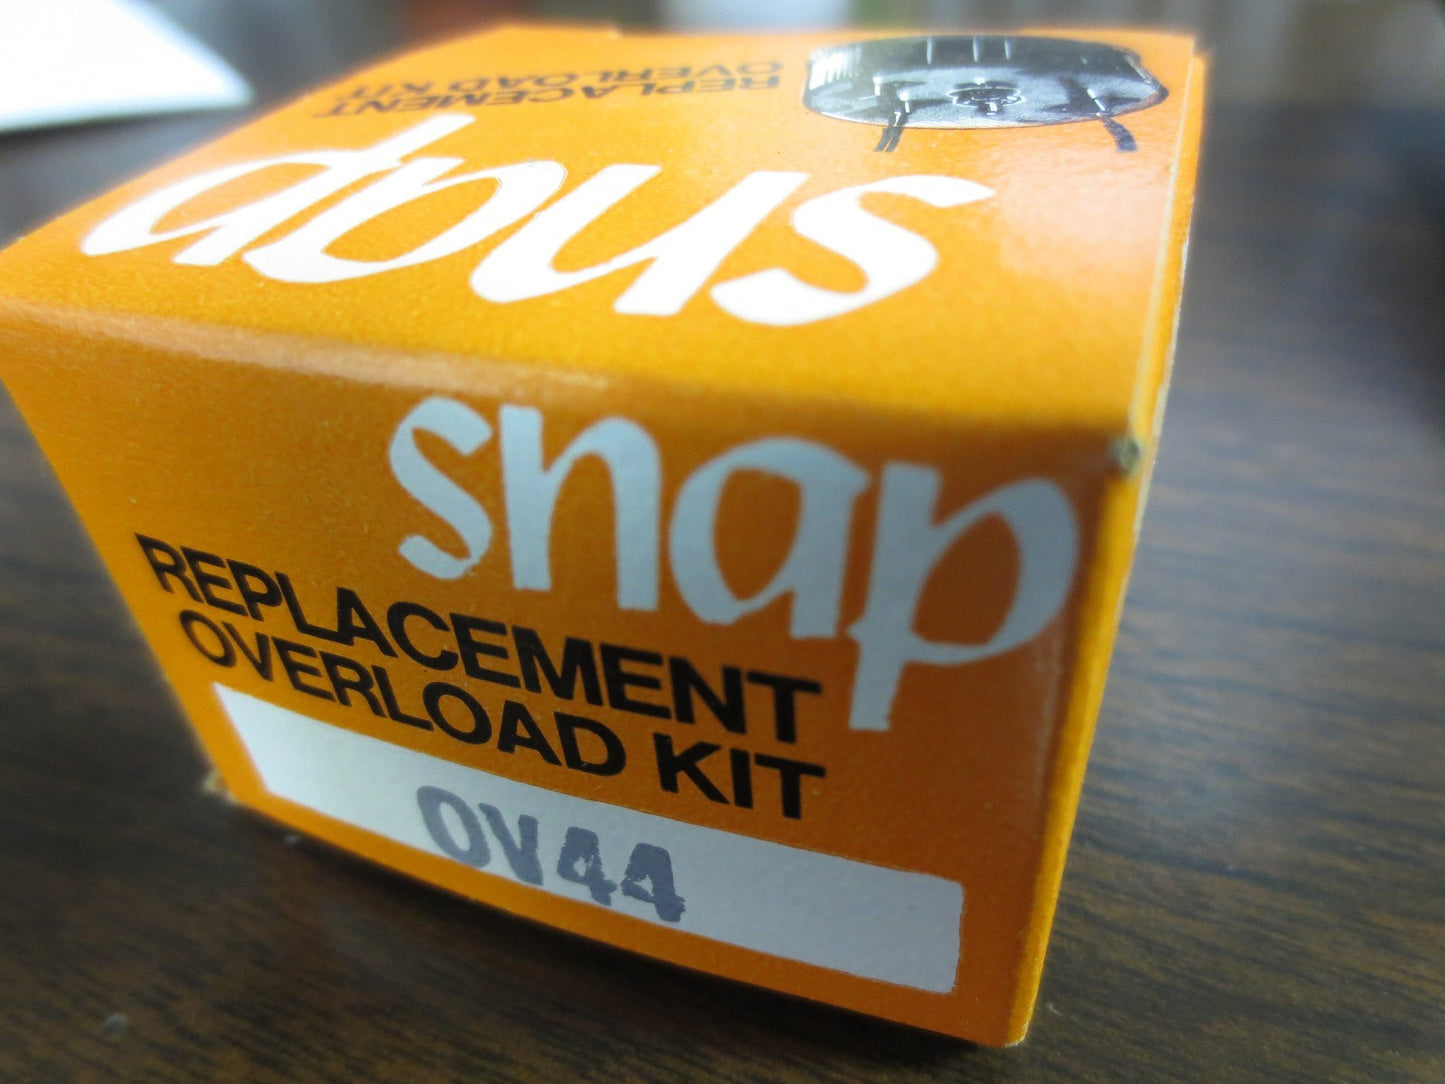 REPLACEMENT
OVERLOAD KIT
snap
snap
REPLACEMENT
OVERLOAD KIT
OV44